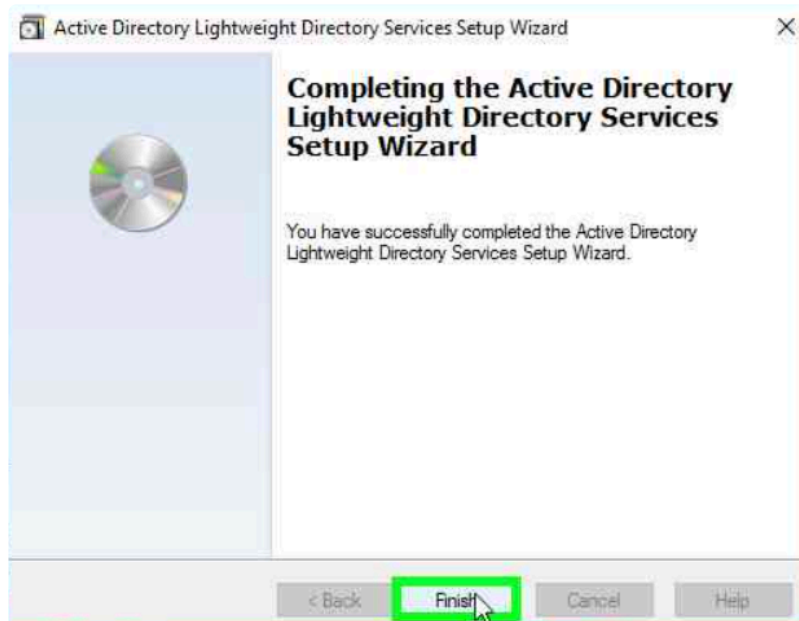 Active Directory Lightweight Directory Services Setup Wizard
Completing the Active Directory
Lightweight Directory Services
Setup Wizard
You have successfully completed the Active Directory
Lightweight Directory Services Setup Wizard.
< Back
Finish
Cancel
Help